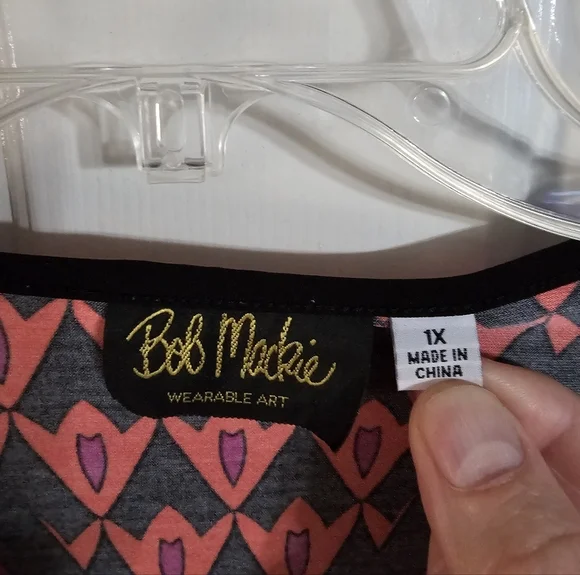 Bob Mackie
WEARABLE ART
1X
MADE IN
CHINA